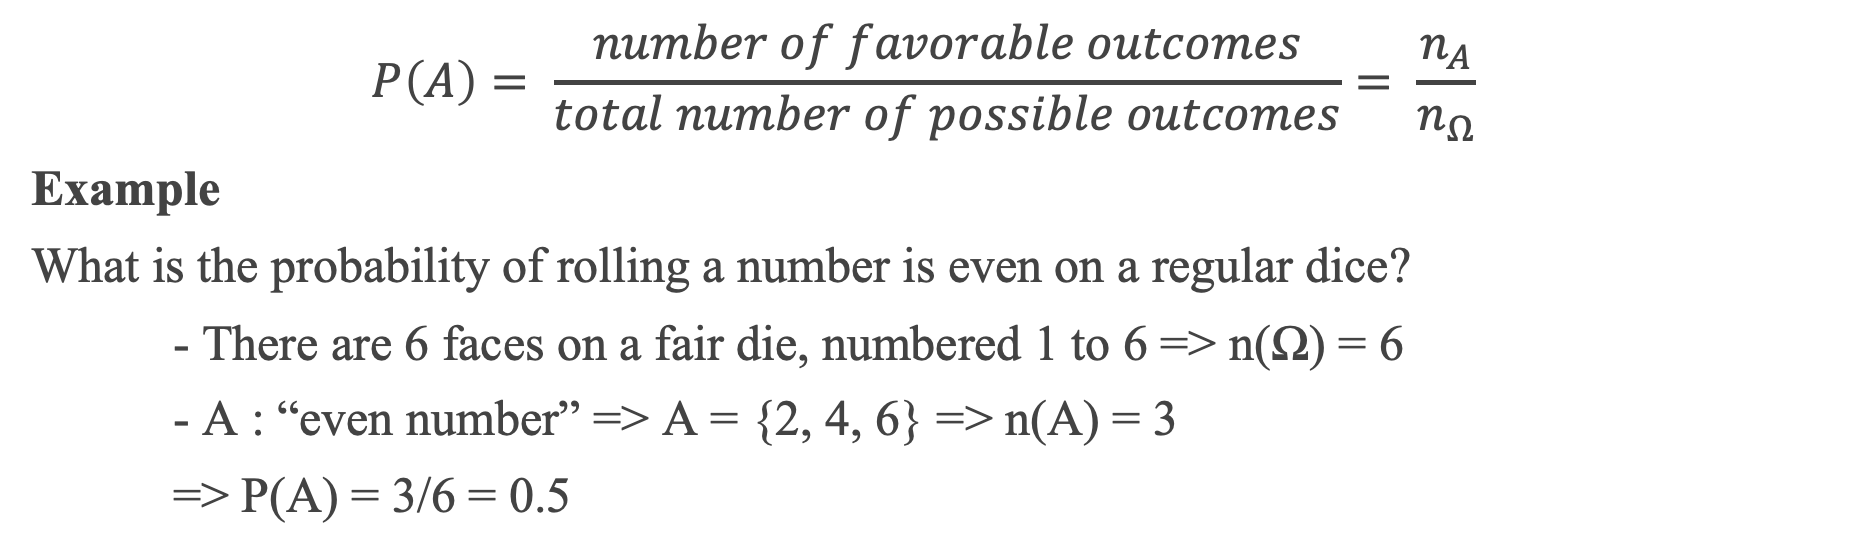 P(A) = number of favorable outcomes / total number of possible outcomes = n_A / n_Ω
Example
What is the probability of rolling a number is even on a regular dice?
- There are 6 faces on a fair die, numbered 1 to 6 => n(Ω) = 6
- A : “even number” => A = {2, 4, 6} => n(A) = 3
=> P(A) = 3/6 = 0.5